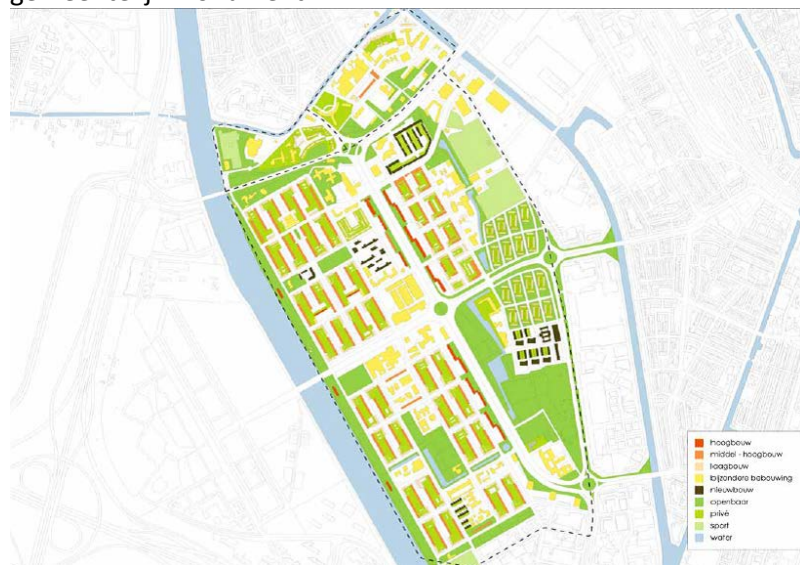 hoogbouw
middel - hoogbouw
laagbouw
bijzondere bebouwing
nieuwbouw
openbaar
privé
sport
water